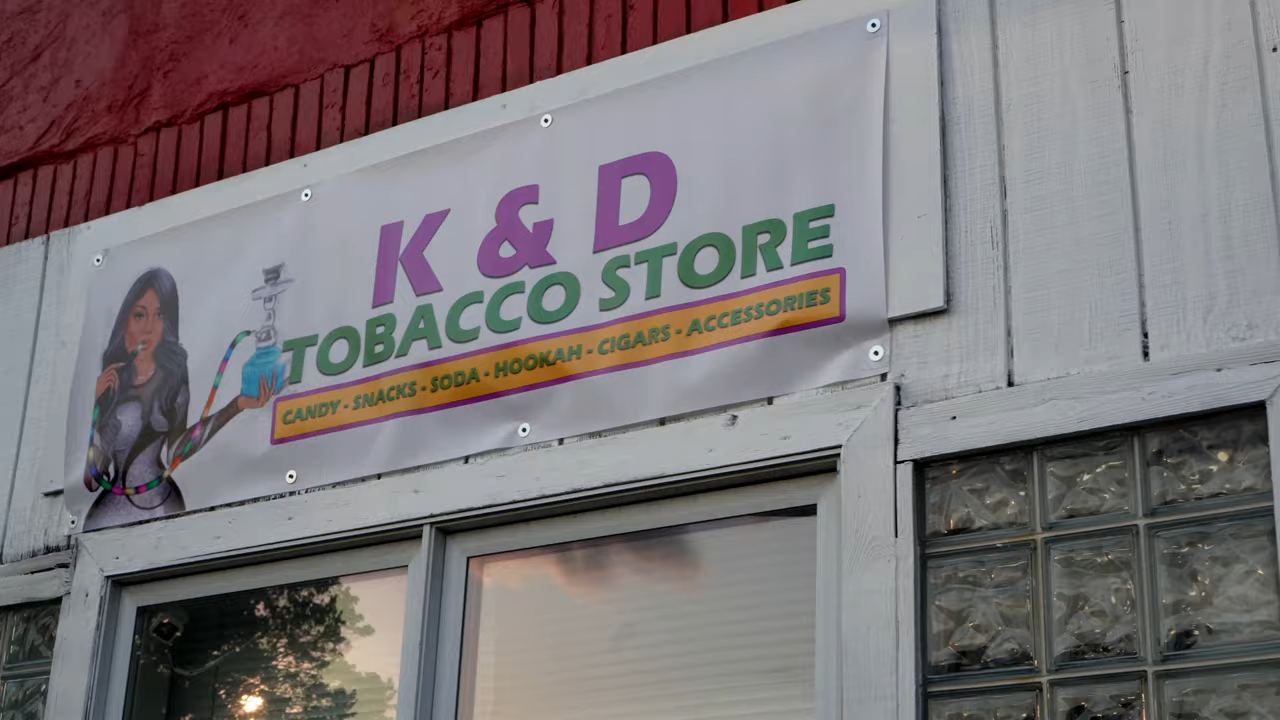 K & D
TOBACCO STORE
CANDY - SNACKS - SODA - HOOKAH - CIGARS - ACCESSORIES